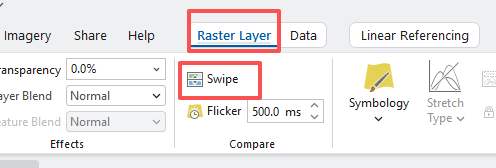 Imagery Share Help Raster Layer Data Linear Referencing
ransparency 0.0% Swipe
ayer Blend Normal Flicker 500.0 ms Symbology Stretch
eature Blend Normal Type
Effects Compare